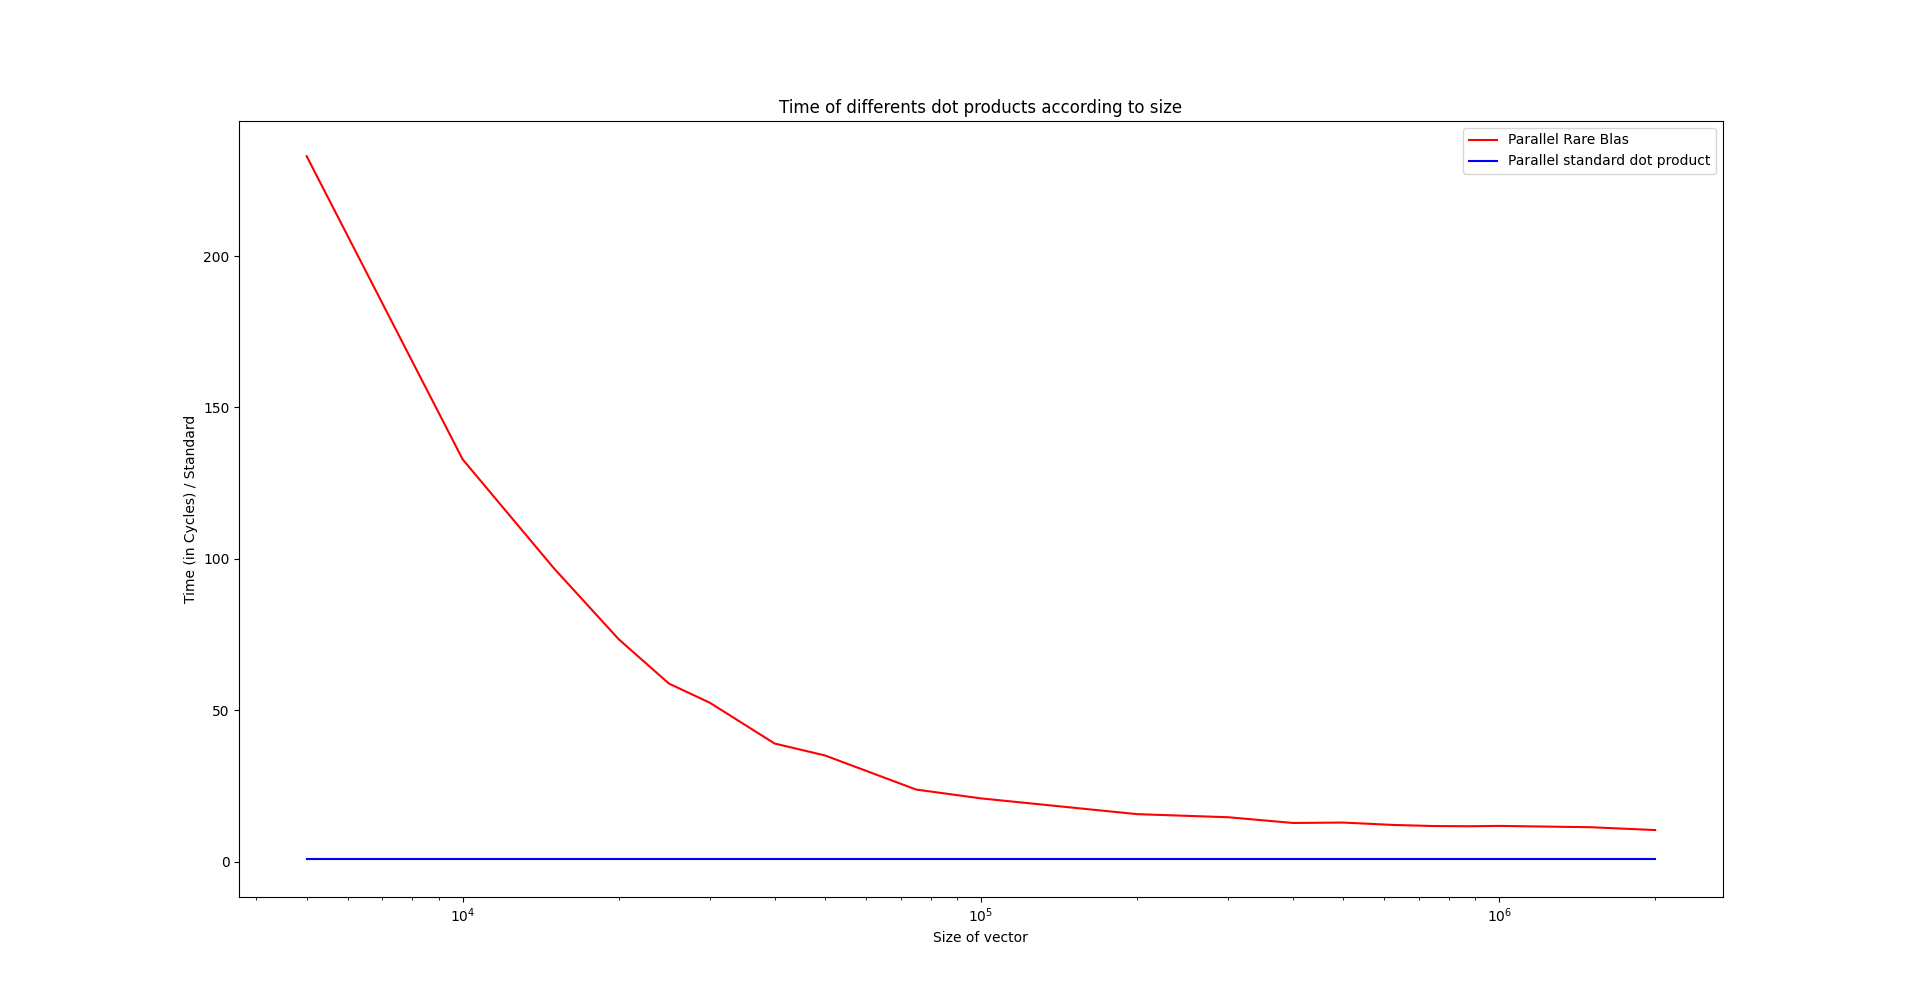 Time of differents dot products according to size
Parallel Rare Blas
Parallel standard dot product
Time (in Cycles) / Standard
200
150
100
50
0
10⁴
10⁵
10⁶
Size of vector